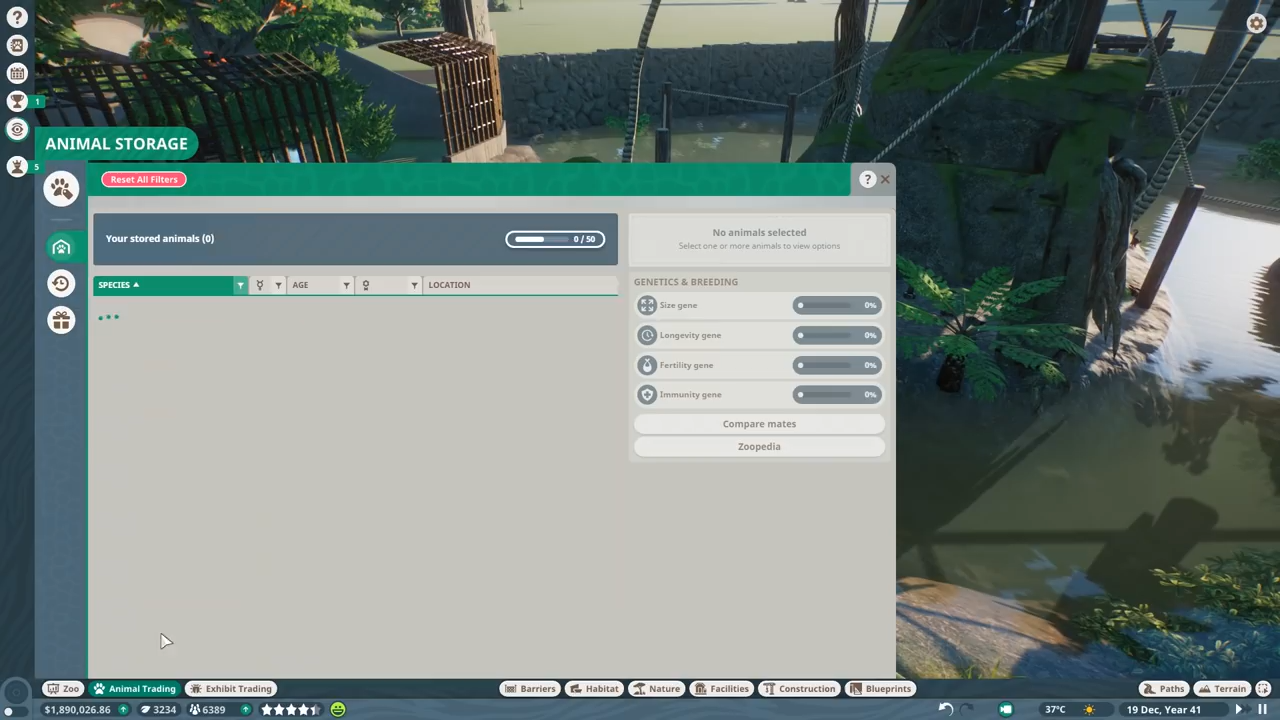 1
ANIMAL STORAGE
5
Reset All Filters
?
Your stored animals (0)
0 / 50
No animals selected
Select one or more animals to view options
SPECIES
AGE
LOCATION
GENETICS & BREEDING
Size gene
0%
Longevity gene
0%
Fertility gene
0%
Immunity gene
0%
Compare mates
Zoopedia
Zoo
Animal Trading
Exhibit Trading
Barriers
Habitat
Nature
Facilities
Construction
Blueprints
Paths
Terrain
$1,890,026.86
3234
6389
37°C
19 Dec, Year 41